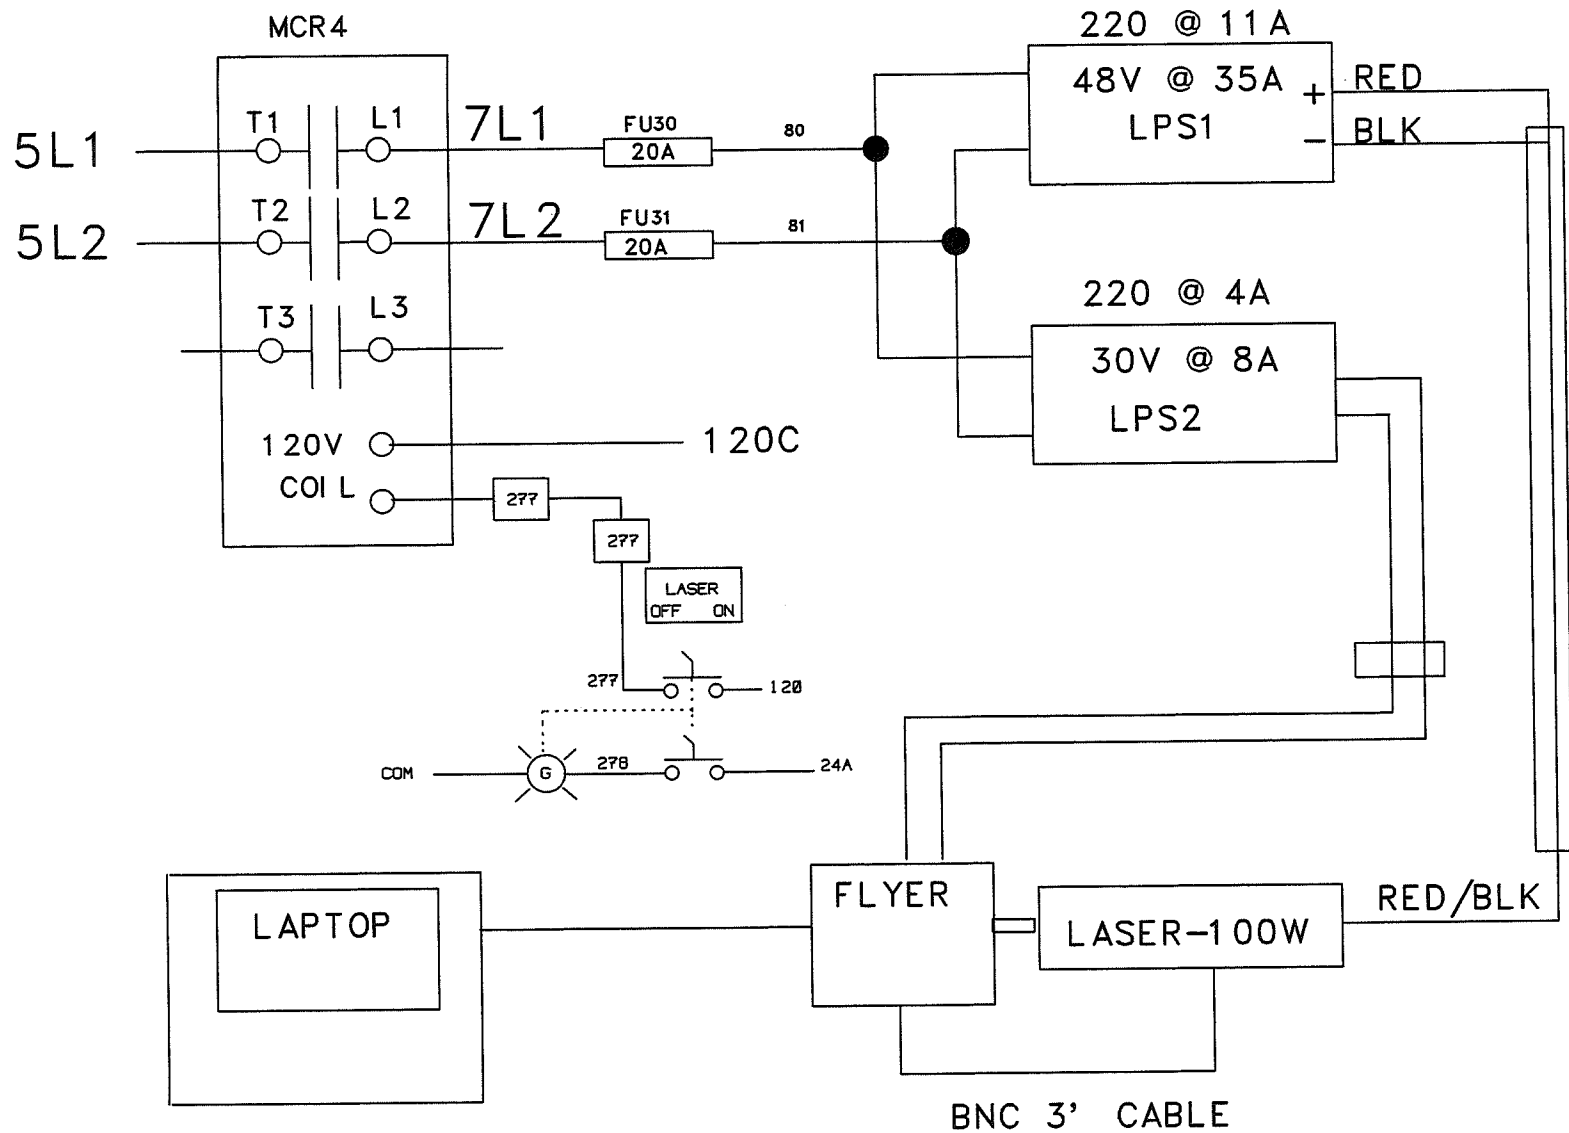 MCR4
220 @ 11A
48V @ 35A
LPS1
+
-
RED
BLK
5L1
T1
L1
7L1
FU30
20A
80
5L2
T2
L2
7L2
FU31
20A
81
T3
L3
220 @ 4A
30V @ 8A
LPS2
120V
COIL
120C
277
277
LASER
OFF ON
277
120
COM
G
278
24A
LAPTOP
FLYER
LASER-100W
RED/BLK
BNC 3' CABLE